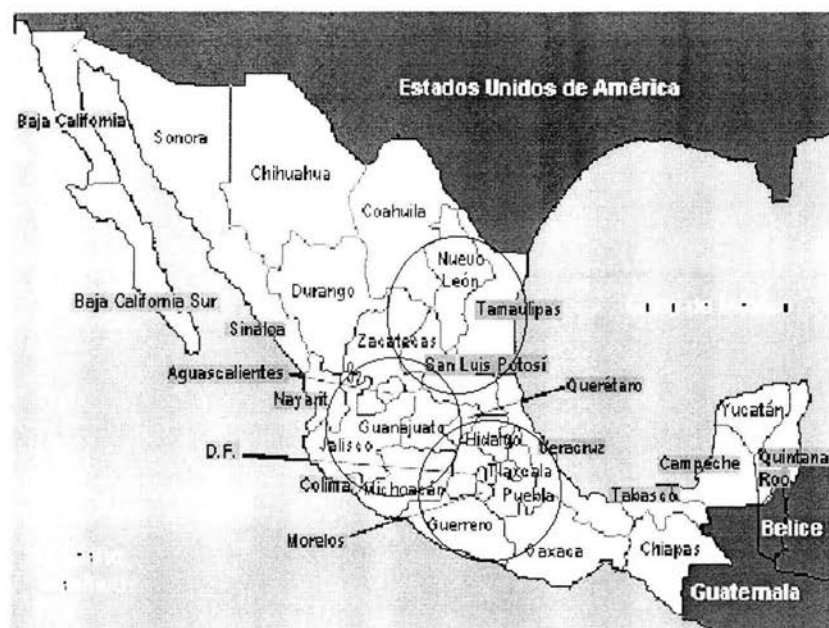 Estados Unidos de América
Baja California
Sonora
Chihuahua
Coahuila
Nuevo
León
Durango
Baja California Sur
Tamaulipas
Sinaloa
Zacatecas
San Luis Potosí
Aguascalientes
Querétaro
Nayarit
Guanajuato
Yucatán
Jalisco
Hidalgo
Veracruz
D.F.
Campeche
Quintana
Roo
Tlaxcala
Colima
Michoacán
Puebla
Tabasco
Guerrero
Belice
Morelos
Oaxaca
Chiapas
Guatemala